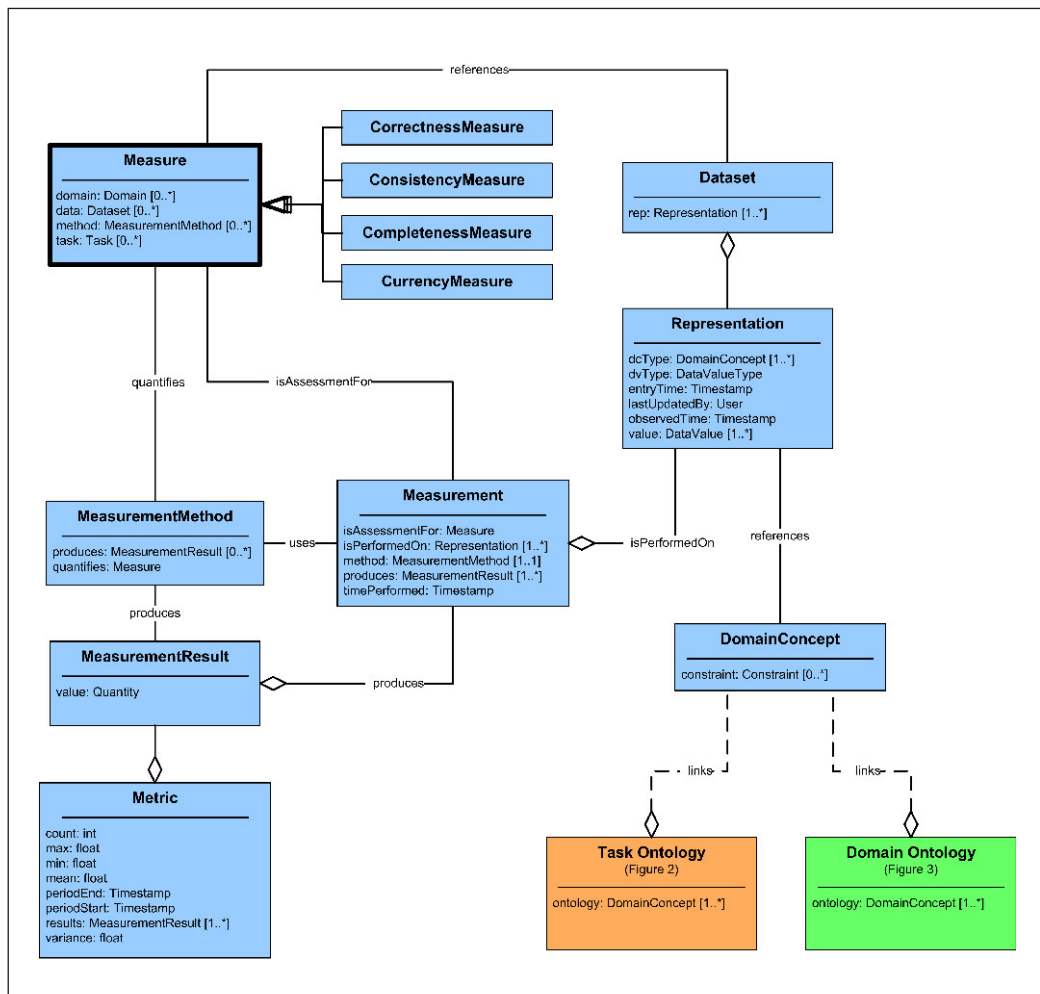 references
CorrectnessMeasure
Measure
domain: Domain [0..*]
data: Dataset [0..*]
method: MeasurementMethod [0..*]
task: Task [0..*]
ConsistencyMeasure
CompletenessMeasure
CurrencyMeasure
Dataset
rep: Representation [1..*]
Representation
dcType: DomainConcept [1..*]
dvType: DataValueType
entryTime: Timestamp
lastUpdatedBy: User
observedTime: Timestamp
value: DataValue [1..*]
quantifies
isAssessmentFor
MeasurementMethod
produces: MeasurementResult [0..*]
quantifies: Measure
uses
Measurement
isAssessmentFor: Measure
isPerformedOn: Representation [1..*]
method: MeasurementMethod [1..1]
produces: MeasurementResult [1..*]
timePerformed: Timestamp
isPerformedOn
references
produces
MeasurementResult
value: Quantity
produces
DomainConcept
constraint: Constraint [0..*]
links
links
Metric
count: int
max: float
min: float
mean: float
periodEnd: Timestamp
periodStart: Timestamp
results: MeasurementResult [1..*]
variance: float
Task Ontology
(Figure 2)
ontology: DomainConcept [1..*]
Domain Ontology
(Figure 3)
ontology: DomainConcept [1..*]